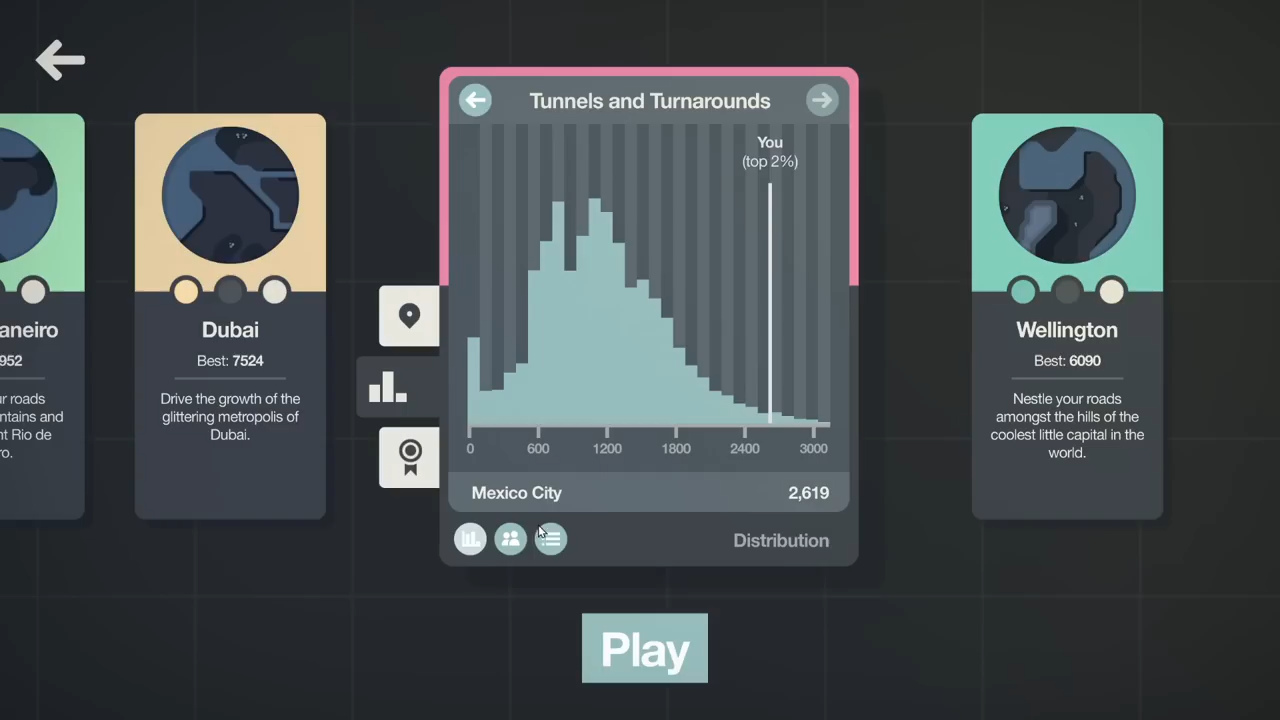 aneiro
952
ur roads
ntains and
nt Rio de
ro.
Dubai
Best: 7524
Drive the growth of the
glittering metropolis of
Dubai.
Tunnels and Turnarounds
You
(top 2%)
0 600 1200 1800 2400 3000
Mexico City 2,619
Distribution
Wellington
Best: 6090
Nestle your roads
amongst the hills of the
coolest little capital in the
world.
Play